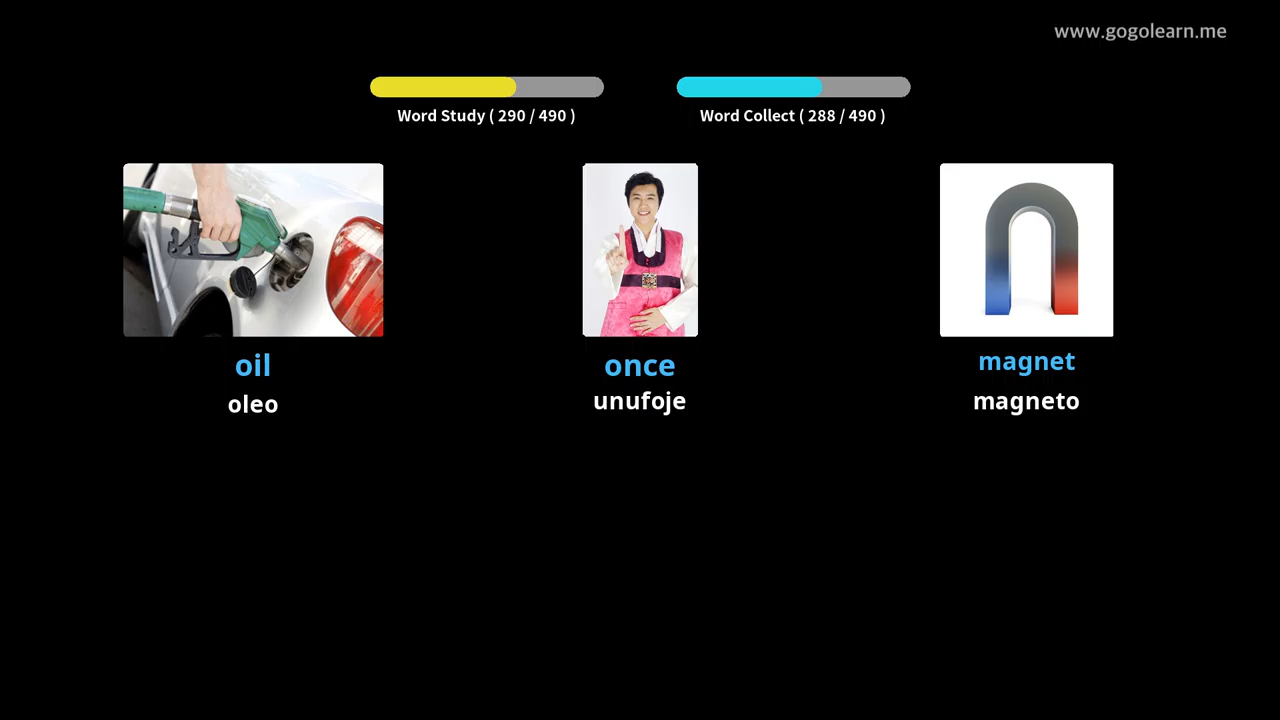 www.gogolearn.me
Word Study ( 290 / 490 )
Word Collect ( 288 / 490 )
oil
oleo
once
unufoje
magnet
magneto